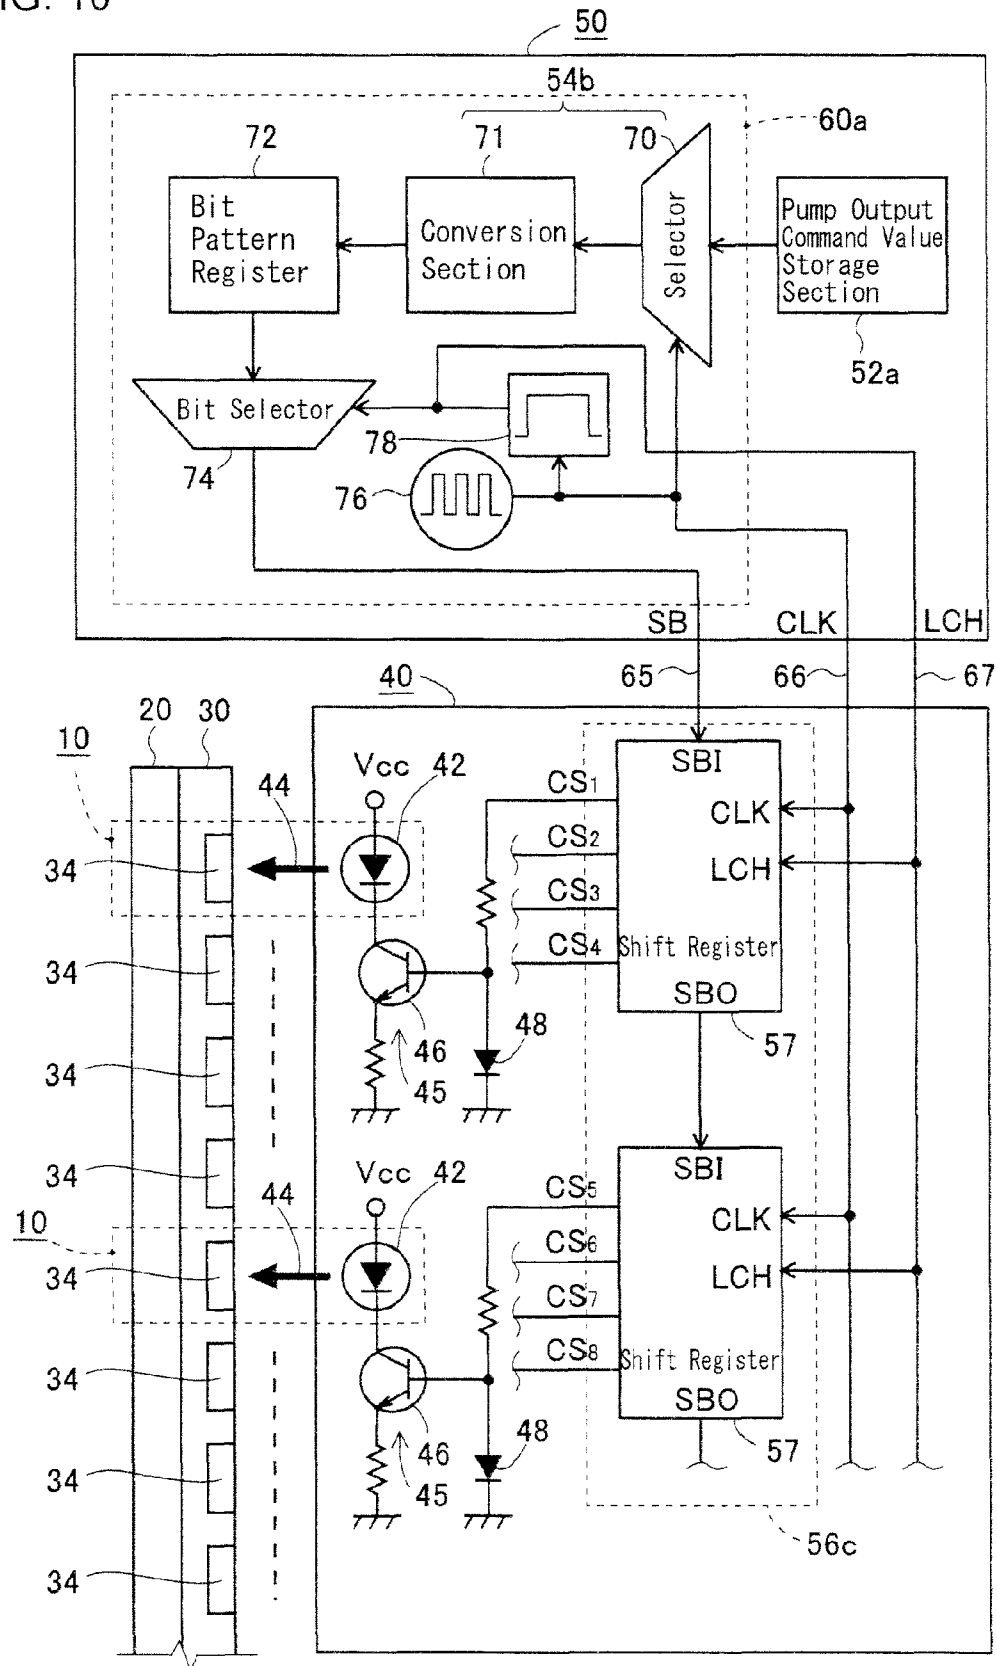 FIG. 10
50
54b
60a
72
71
70
Bit
Pattern
Register
Conversion
Section
Selector
Pump Output
Command Value
Storage
Section
52a
Bit Selector
74
78
76
SB
CLK
LCH
65
66
67
40
20
30
10
44
Vcc
42
CS1
CS2
CS3
CS4
SBI
CLK
LCH
Shift Register
SBO
57
34
34
34
34
46
45
48
10
44
Vcc
42
CS5
CS6
CS7
CS8
SBI
CLK
LCH
Shift Register
SBO
57
34
34
34
34
46
45
48
56c